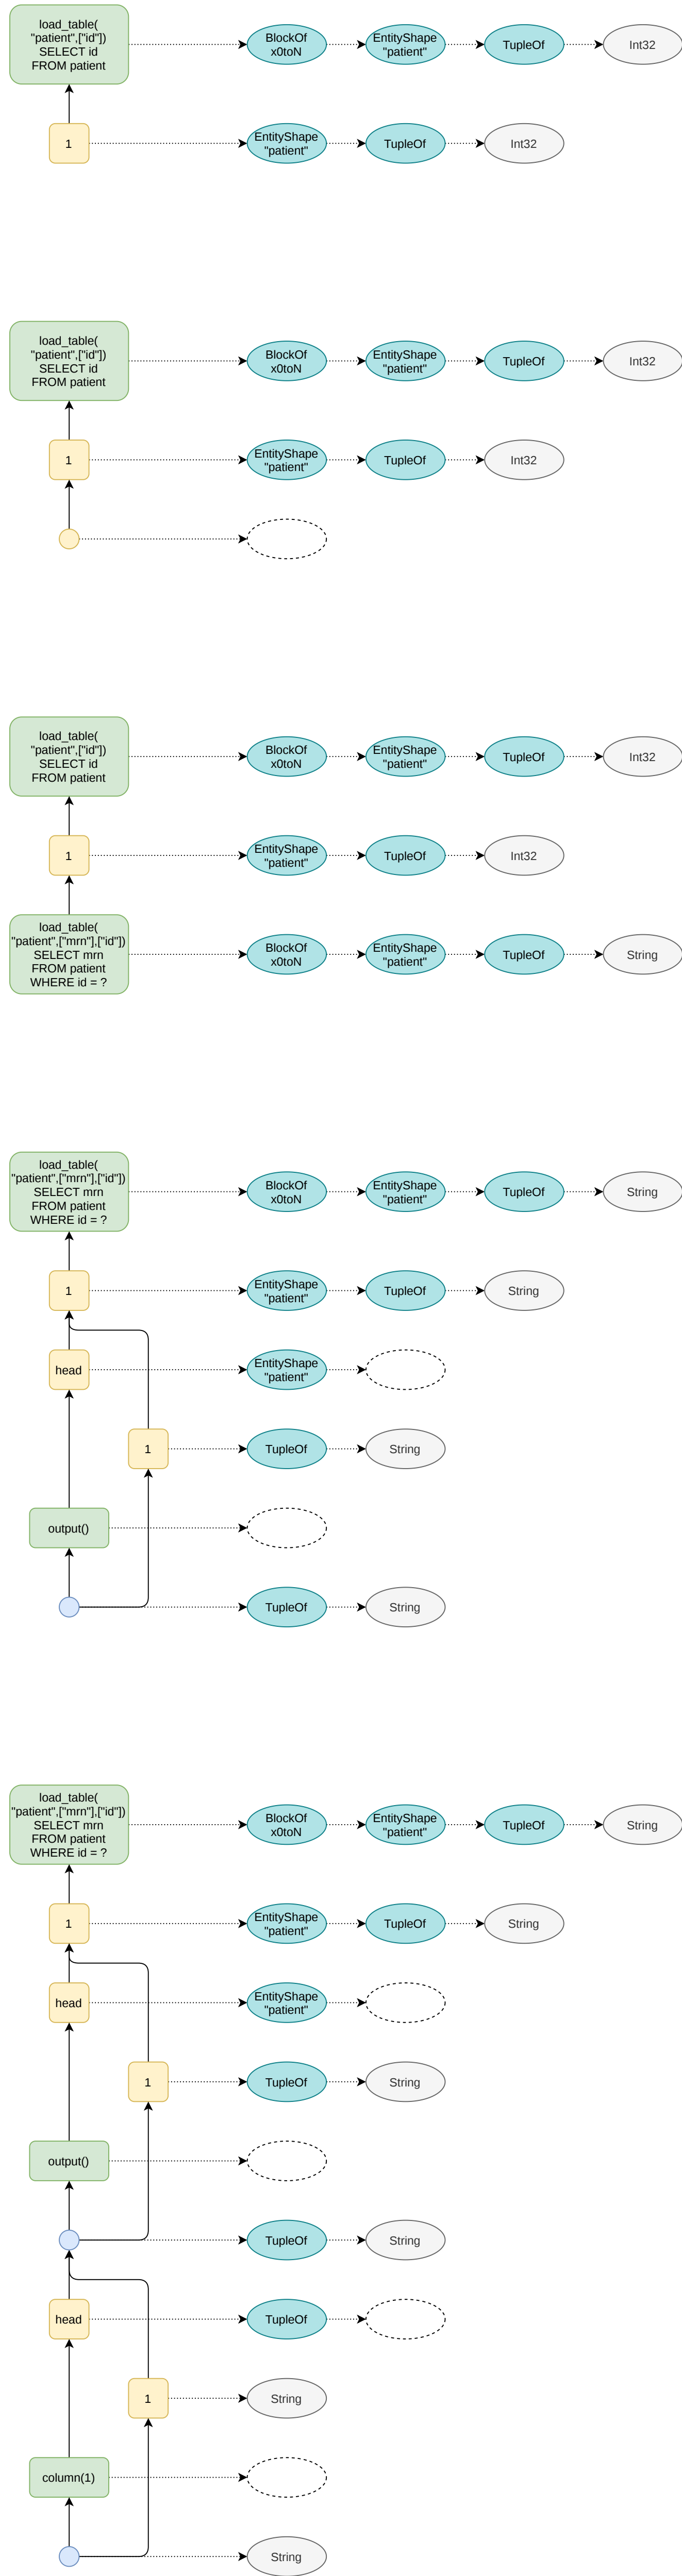 load_table(
"patient",["id"])
SELECT id
FROM patient
BlockOf
x0toN
EntityShape
"patient"
TupleOf
Int32
1
EntityShape
"patient"
TupleOf
Int32
load_table(
"patient",["id"])
SELECT id
FROM patient
BlockOf
x0toN
EntityShape
"patient"
TupleOf
Int32
1
EntityShape
"patient"
TupleOf
Int32
load_table(
"patient",["id"])
SELECT id
FROM patient
BlockOf
x0toN
EntityShape
"patient"
TupleOf
Int32
1
EntityShape
"patient"
TupleOf
Int32
load_table(
"patient",["mrn"],["id"])
SELECT mrn
FROM patient
WHERE id = ?
BlockOf
x0toN
EntityShape
"patient"
TupleOf
String
load_table(
"patient",["mrn"],["id"])
SELECT mrn
FROM patient
WHERE id = ?
BlockOf
x0toN
EntityShape
"patient"
TupleOf
String
1
EntityShape
"patient"
TupleOf
String
head
EntityShape
"patient"
1
TupleOf
String
output()
TupleOf
String
load_table(
"patient",["mrn"],["id"])
SELECT mrn
FROM patient
WHERE id = ?
BlockOf
x0toN
EntityShape
"patient"
TupleOf
String
1
EntityShape
"patient"
TupleOf
String
head
EntityShape
"patient"
1
TupleOf
String
output()
TupleOf
String
head
TupleOf
1
String
column(1)
String